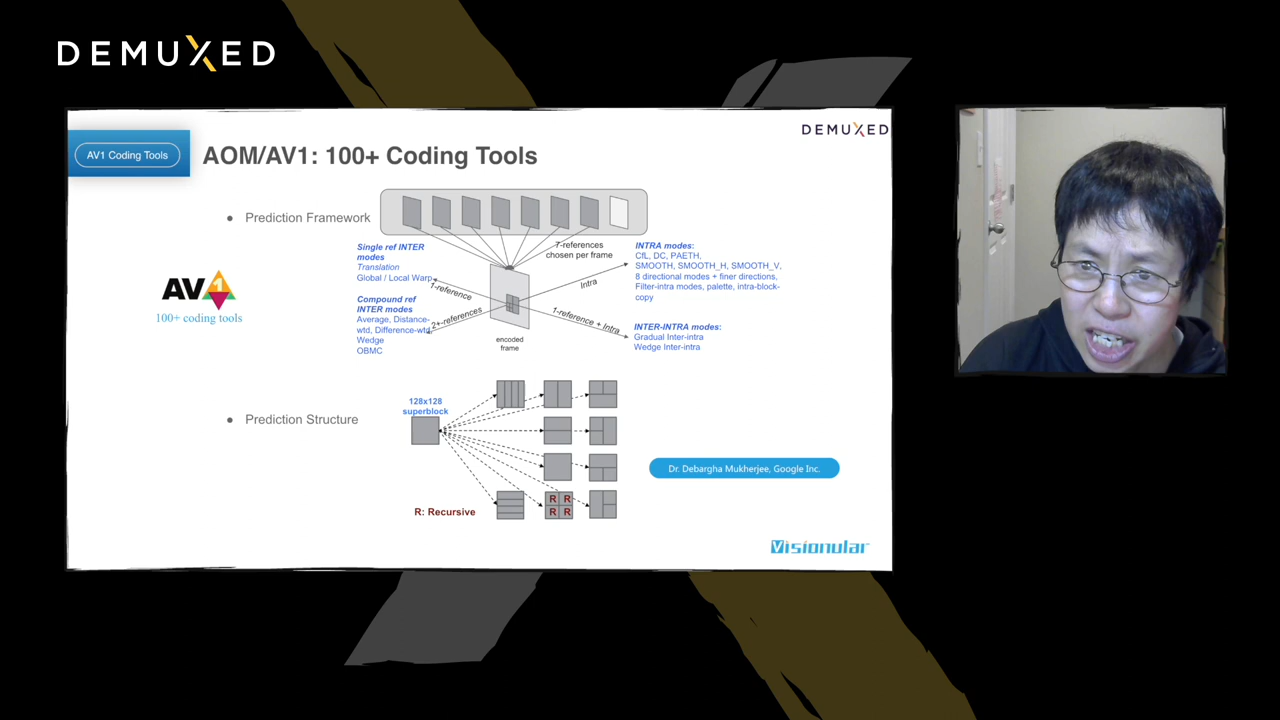 DEMUXED
DEMUXED
AV1 Coding Tools
AOM/AV1: 100+ Coding Tools
● Prediction Framework
7-references
chosen per frame
Single ref INTER
modes
Translation
Global / Local Warp
1-reference
Compound ref
INTER modes
Average, Distance-
wtd, Difference-wtd
Wedge
OBMC
2+-references
INTRA modes:
CfL, DC, PAETH,
SMOOTH, SMOOTH_H, SMOOTH_V,
8 directional modes + finer directions,
Filter-intra modes, palette, intra-block-
copy
Intra
1-reference + Intra
INTER-INTRA modes:
Gradual Inter-intra
Wedge Inter-intra
encoded
frame
AV1
100+ coding tools
● Prediction Structure
128x128
superblock
R R
R R
R: Recursive
Dr. Debargha Mukherjee, Google Inc.
Visionular